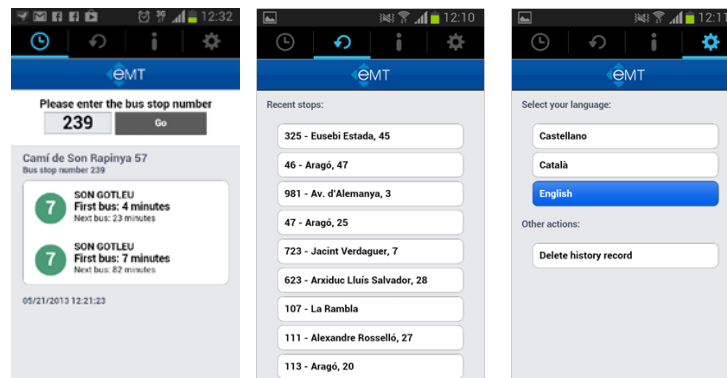 12:32
EMT
Please enter the bus stop number
239
Go
Camí de Son Rapinya 57
Bus stop number 239
7
SON GOTLEU
First bus: 4 minutes
Next bus: 23 minutes
7
SON GOTLEU
First bus: 7 minutes
Next bus: 82 minutes
05/21/2013 12:21:23
12:10
EMT
Recent stops:
325 - Eusebi Estada, 45
46 - Aragó, 47
981 - Av. d'Alemanya, 3
47 - Aragó, 25
723 - Jacint Verdaguer, 7
623 - Arxiduc Lluís Salvador, 28
107 - La Rambla
111 - Alexandre Rosselló, 27
113 - Aragó, 20
12:11
EMT
Select your language:
Castellano
Català
English
Other actions:
Delete history record